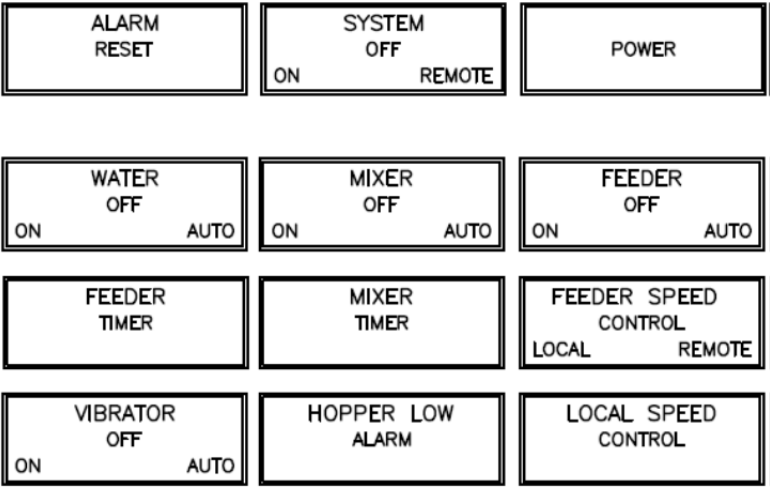 ALARM
RESET
SYSTEM
OFF
ON REMOTE
POWER
WATER
OFF
ON AUTO
MIXER
OFF
ON AUTO
FEEDER
OFF
ON AUTO
FEEDER
TIMER
MIXER
TIMER
FEEDER SPEED
CONTROL
LOCAL REMOTE
VIBRATOR
OFF
ON AUTO
HOPPER LOW
ALARM
LOCAL SPEED
CONTROL